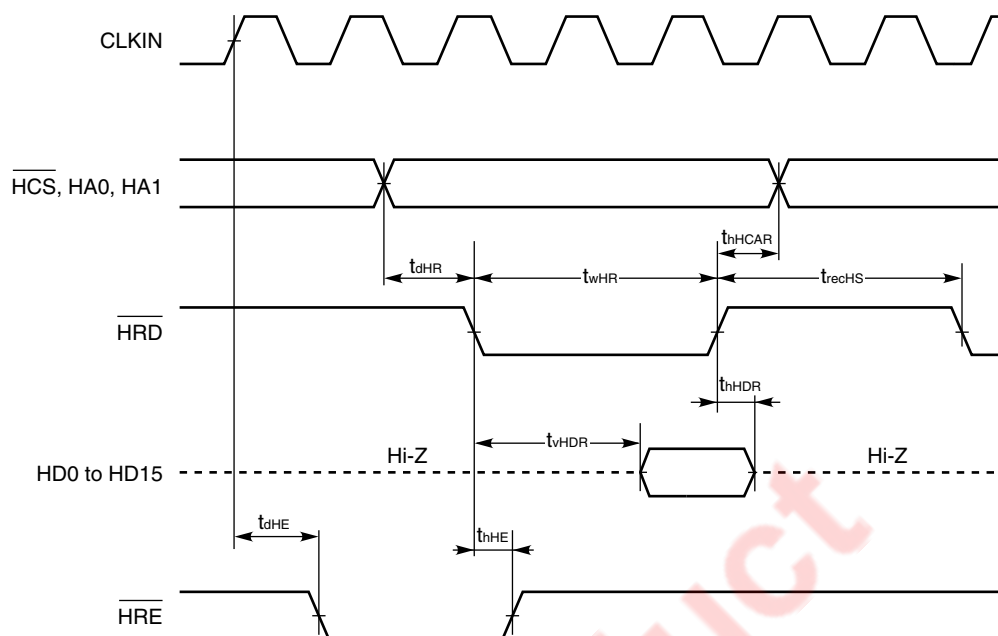 CLKIN
HCS, HA0, HA1
thHCAR
tdHR
twHR
trecHS
HRD
thHDR
tvHDR
Hi-Z
Hi-Z
HD0 to HD15
tdHE
thHE
HRE